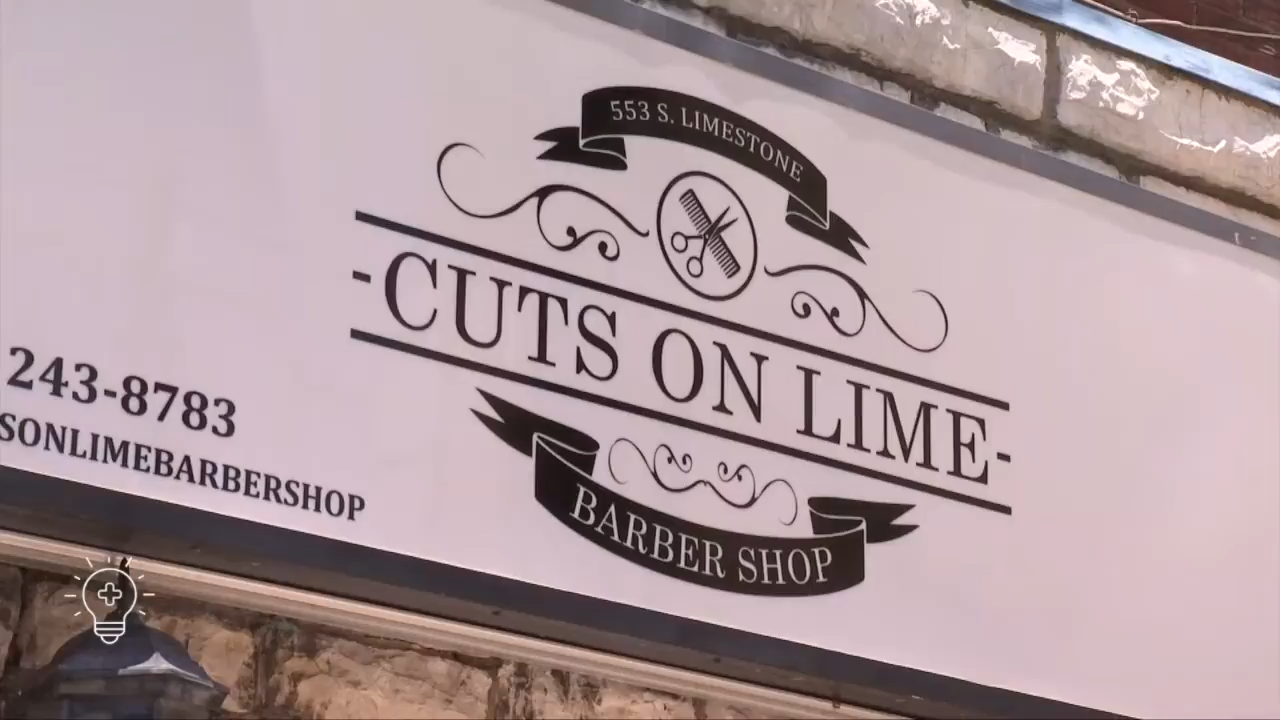 553 S. LIMESTONE
-CUTS ON LIME-
BARBER SHOP
243-8783
SONLIMEBARBERSHOP